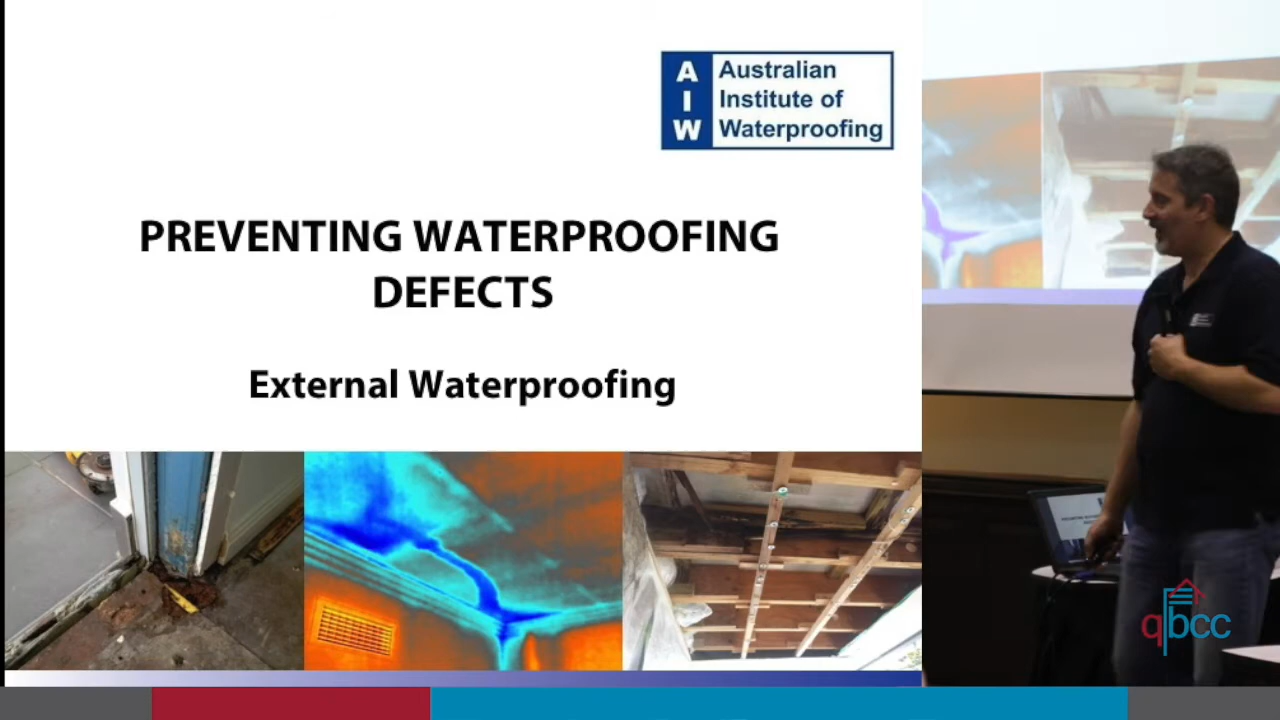 A
I
W
Australian
Institute of
Waterproofing
PREVENTING WATERPROOFING
DEFECTS
External Waterproofing
qbcc